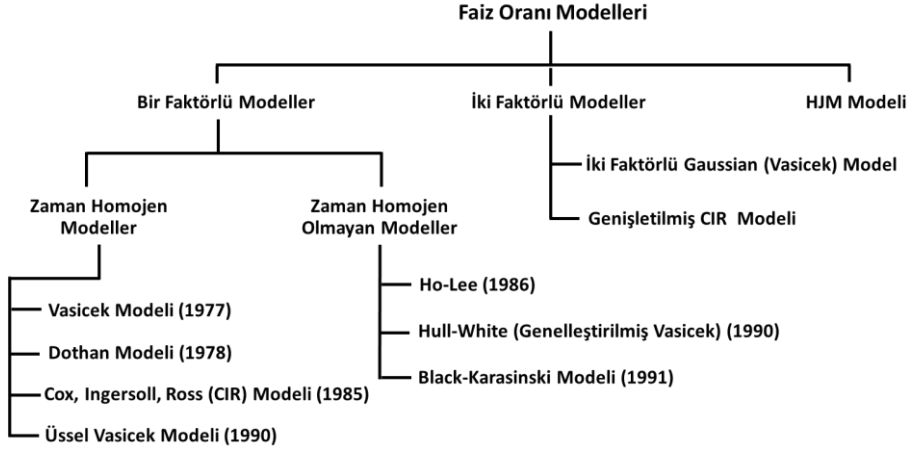 Faiz Oranı Modelleri
Bir Faktörlü Modeller
İki Faktörlü Modeller
HJM Modeli
Zaman Homojen
Modeller
Zaman Homojen
Olmayan Modeller
İki Faktörlü Gaussian (Vasicek) Model
Genişletilmiş CIR Modeli
Vasicek Modeli (1977)
Dothan Modeli (1978)
Cox, Ingersoll, Ross (CIR) Modeli (1985)
Üssel Vasicek Modeli (1990)
Ho-Lee (1986)
Hull-White (Genelleştirilmiş Vasicek) (1990)
Black-Karasinski Modeli (1991)